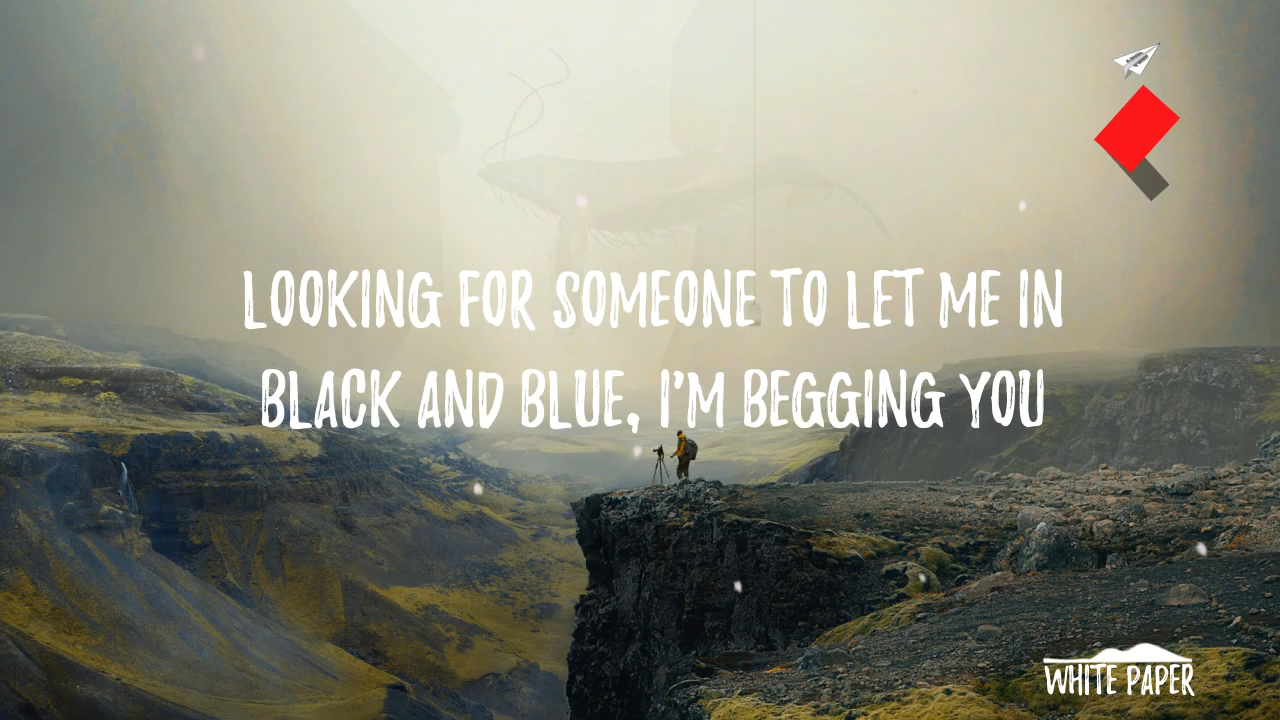 LOOKING FOR SOMEONE TO LET ME IN
BLACK AND BLUE, I'M BEGGING YOU
WHITE PAPER